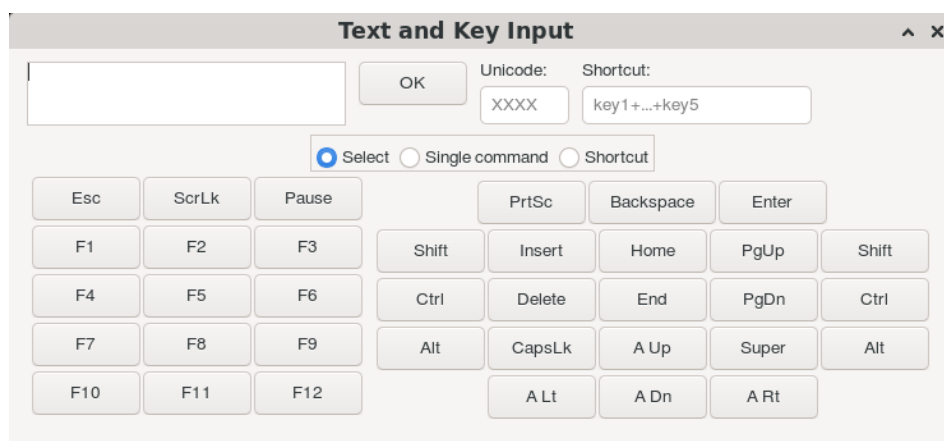 Text and Key Input
OK
Unicode:
Shortcut:
XXXX
key1+...+key5
Select Single command Shortcut
Esc ScrLk Pause
PrtSc Backspace Enter
F1 F2 F3
Shift Insert Home PgUp Shift
F4 F5 F6
Ctrl Delete End PgDn Ctrl
F7 F8 F9
Alt CapsLk A Up Super Alt
F10 F11 F12
A Lt A Dn A Rt